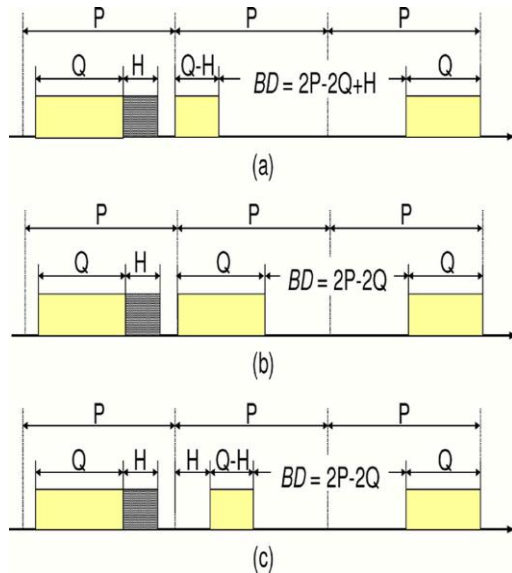 P P P
Q H Q-H BD = 2P-2Q+H Q
(a)
P P P
Q H Q BD = 2P-2Q Q
(b)
P P P
Q H H Q-H BD = 2P-2Q Q
(c)